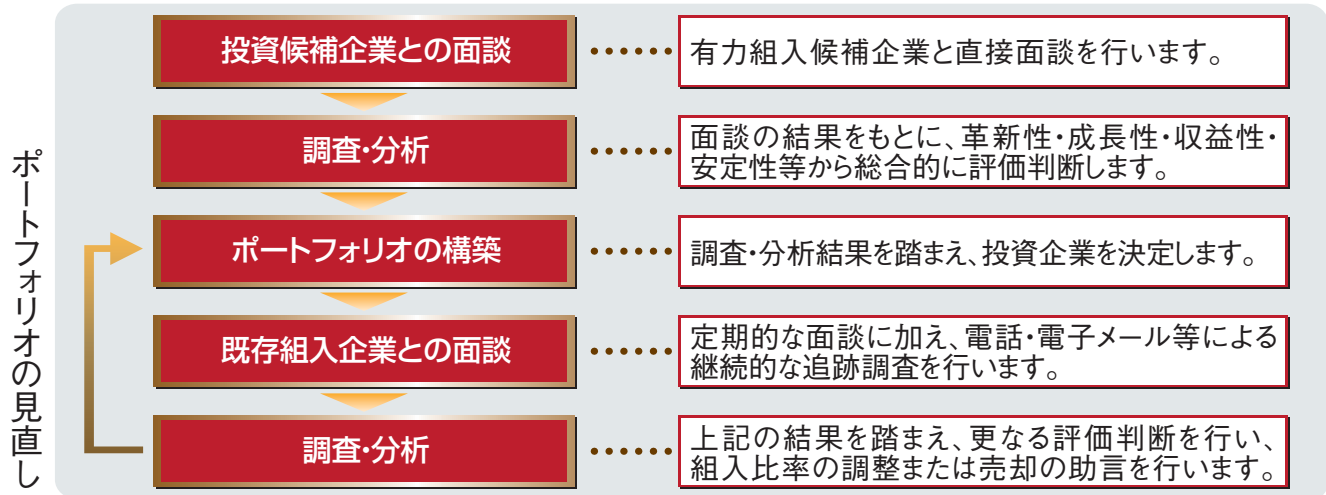 ポートフォリオの見直し
投資候補企業との面談
有力組入候補企業と直接面談を行います。
調査・分析
面談の結果をもとに、革新性・成長性・収益性・
安定性等から総合的に評価判断します。
ポートフォリオの構築
調査・分析結果を踏まえ、投資企業を決定します。
既存組入企業との面談
定期的な面談に加え、電話・電子メール等による
継続的な追跡調査を行います。
調査・分析
上記の結果を踏まえ、更なる評価判断を行い、
組入比率の調整または売却の助言を行います。